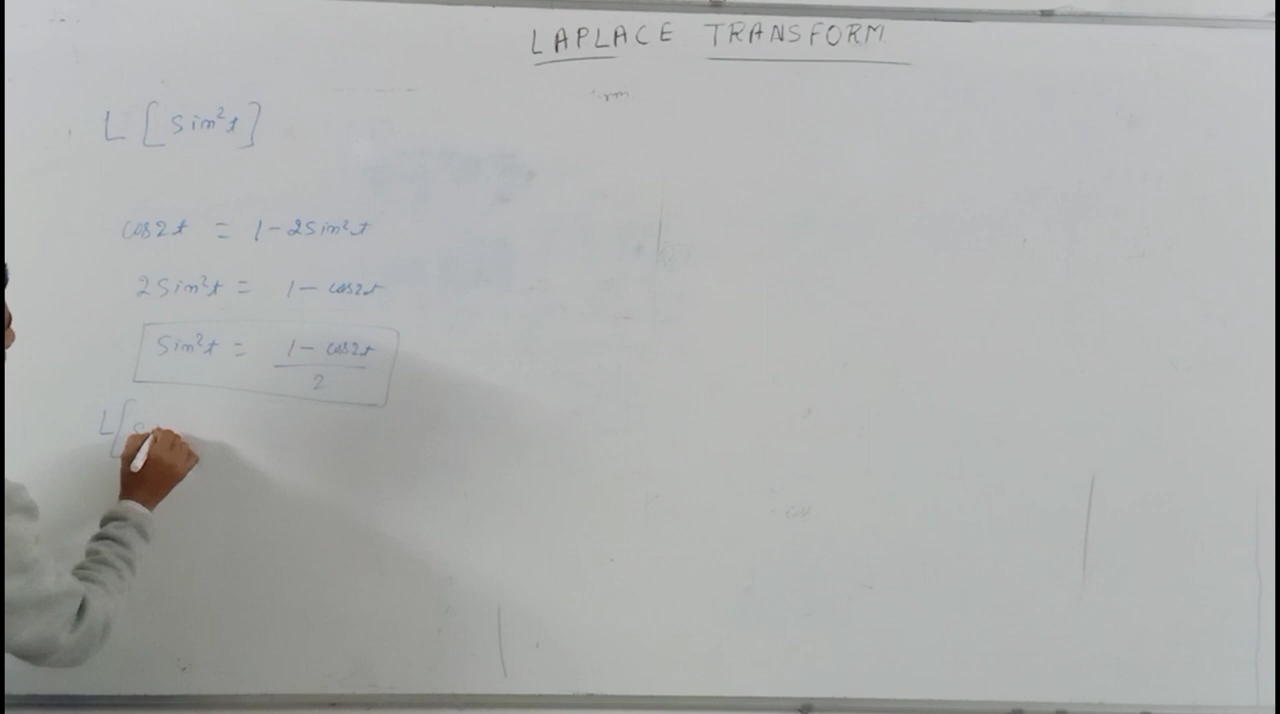 LAPLACE TRANSFORM
L [ Sin²t ]
cos2t = 1 - 2Sin²t
2Sin²t = 1 - cos2t
Sin²t = 1 - cos2t
2
L[S